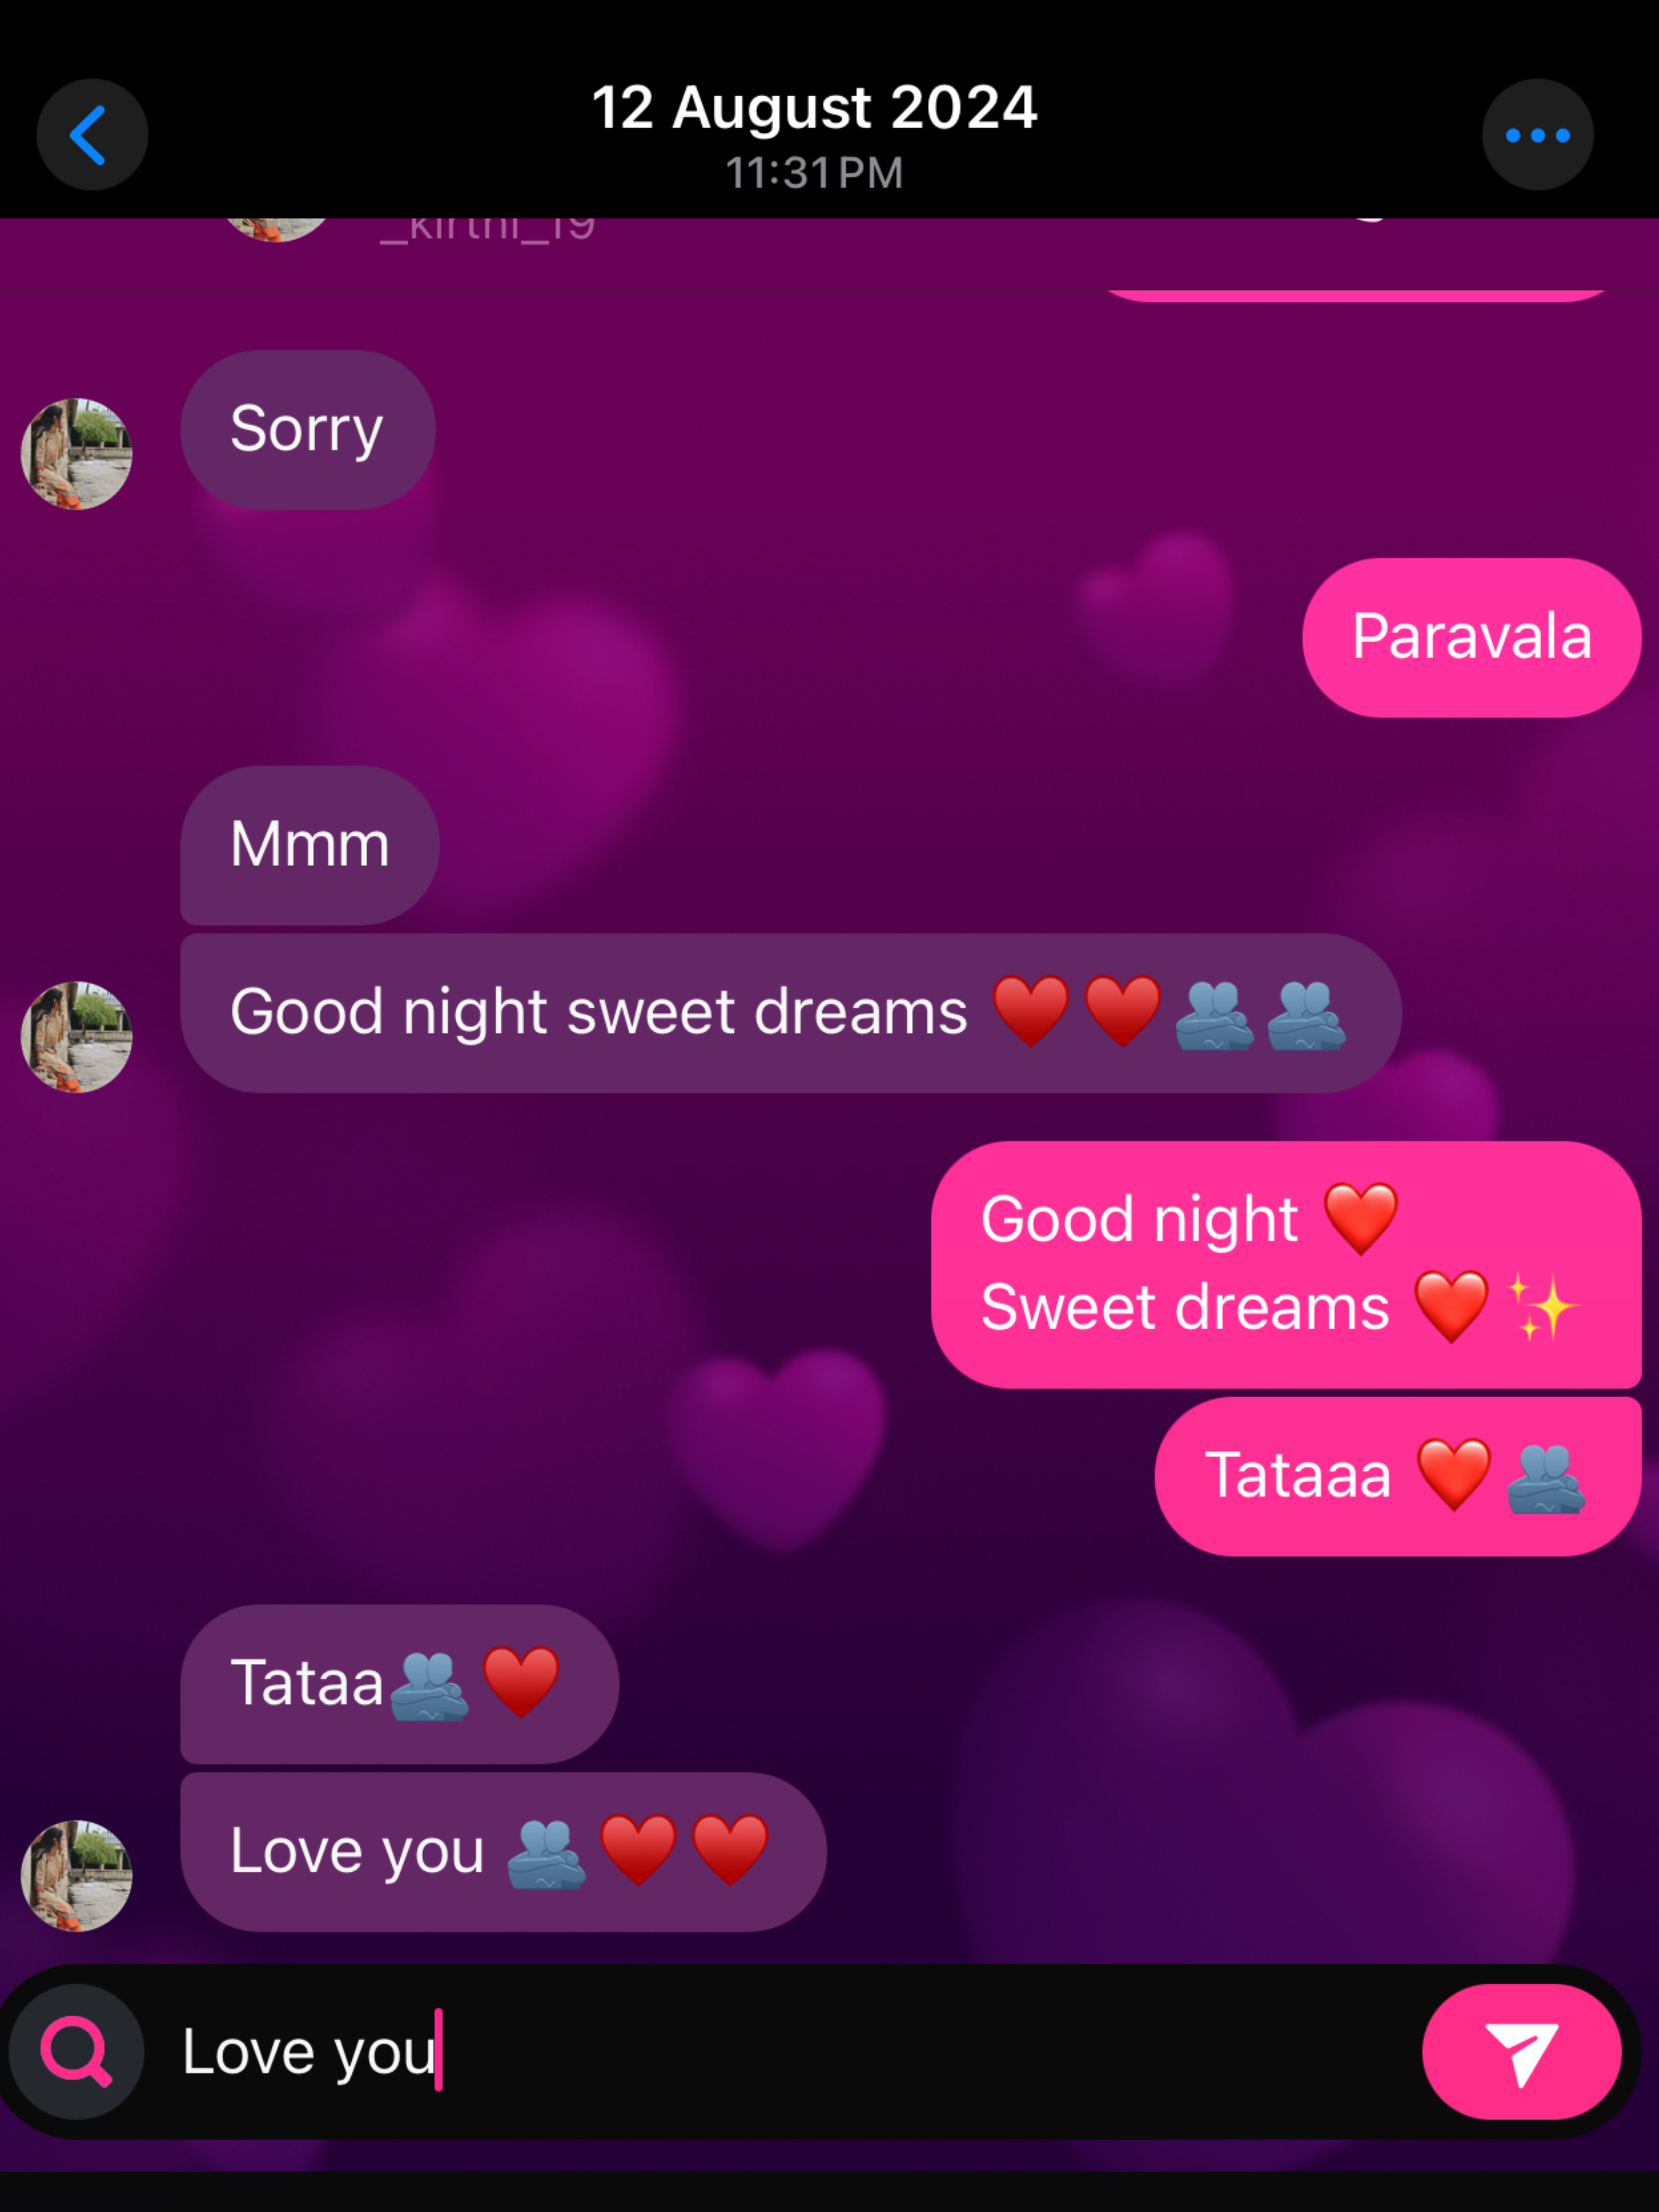 12 August 2024
11:31 PM
_kirthi_19
Sorry
Paravala
Mmm
Good night sweet dreams ♥️♥️🫂🫂
Good night ❤️
Sweet dreams ❤️✨
Tataaa ❤️🫂
Tataa🫂♥️
Love you 🫂♥️♥️
Love you